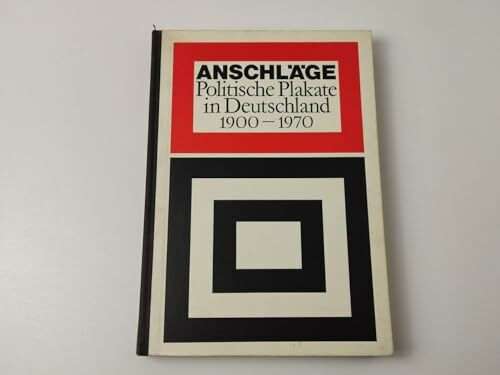 ANSCHLÄGE
Politische Plakate
in Deutschland
1900—1970